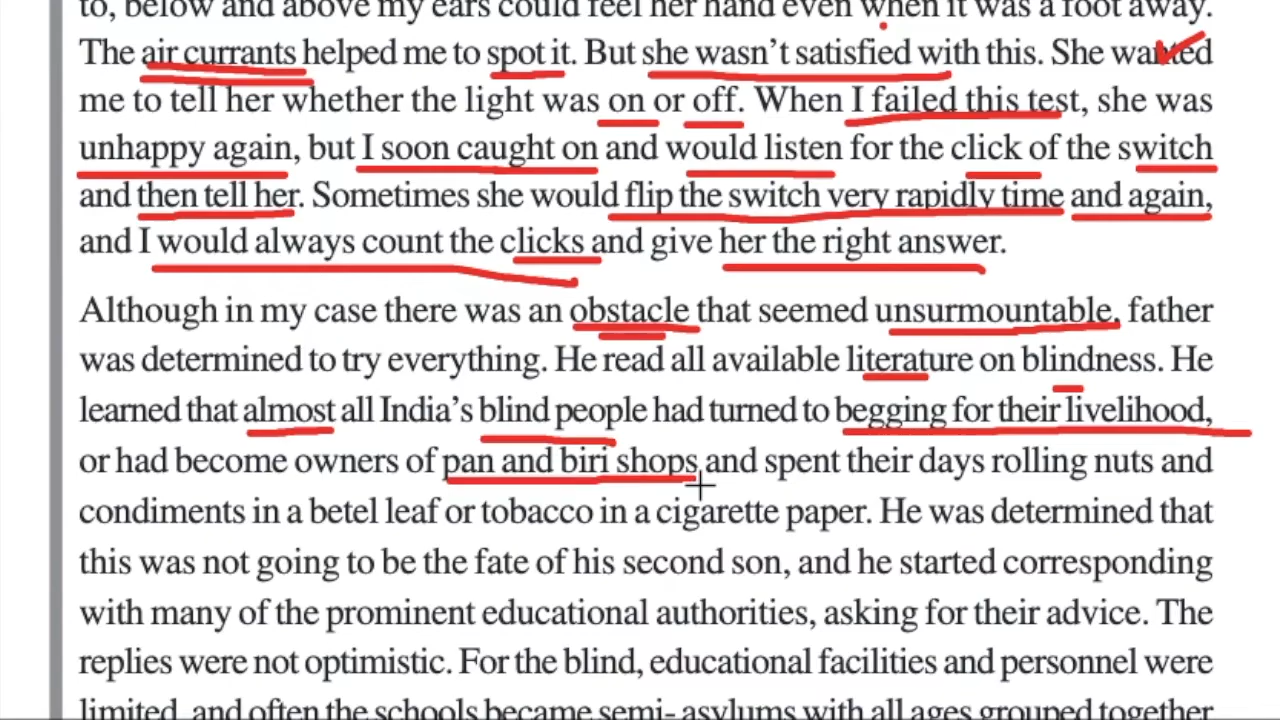 to, below and above my ears could feel her hand even when it was a foot away.
The air currants helped me to spot it. But she wasn't satisfied with this. She wanted
me to tell her whether the light was on or off. When I failed this test, she was
unhappy again, but I soon caught on and would listen for the click of the switch
and then tell her. Sometimes she would flip the switch very rapidly time and again,
and I would always count the clicks and give her the right answer.
Although in my case there was an obstacle that seemed unsurmountable, father
was determined to try everything. He read all available literature on blindness. He
learned that almost all India's blind people had turned to begging for their livelihood,
or had become owners of pan and biri shops and spent their days rolling nuts and
condiments in a betel leaf or tobacco in a cigarette paper. He was determined that
this was not going to be the fate of his second son, and he started corresponding
with many of the prominent educational authorities, asking for their advice. The
replies were not optimistic. For the blind, educational facilities and personnel were
limited, and often the schools became semi- asylums with all ages grouped together